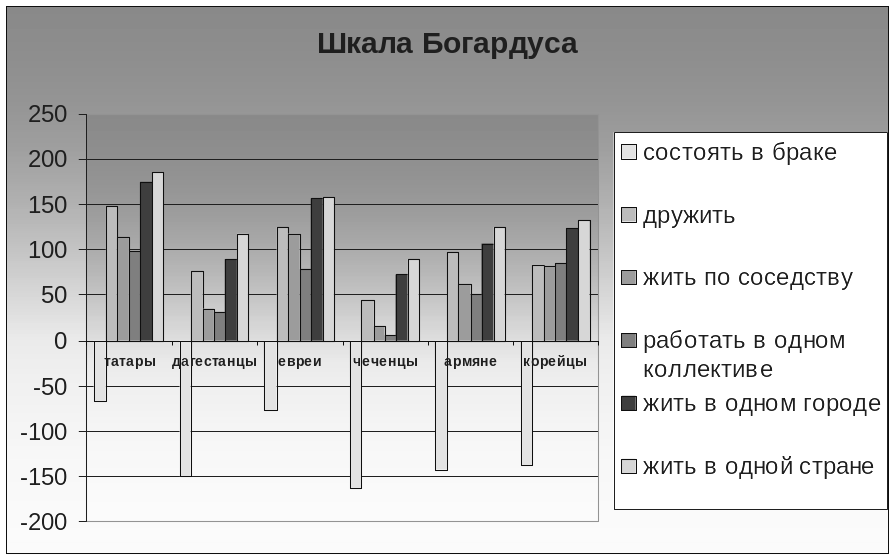 Шкала Богардуса
250
200
150
100
50
0
-50
-100
-150
-200
татары дагестанцы евреи чеченцы армяне корейцы
состоять в браке
дружить
жить по соседству
работать в одном
коллективе
жить в одном городе
жить в одной стране